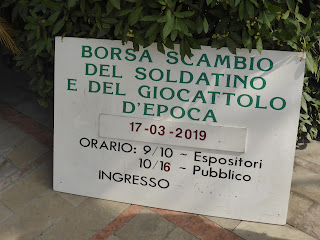 BORSA SCAMBIO
DEL SOLDATINO
E DEL GIOCATTOLO
D'EPOCA
17-03-2019
ORARIO: 9/10 - Espositori
10/16 - Pubblico
INGRESSO